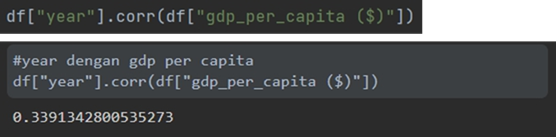 df["year"].corr(df["gdp_per_capita ($)"])
#year dengan gdp per capita
df["year"].corr(df["gdp_per_capita ($)"])
0.3391342800535273